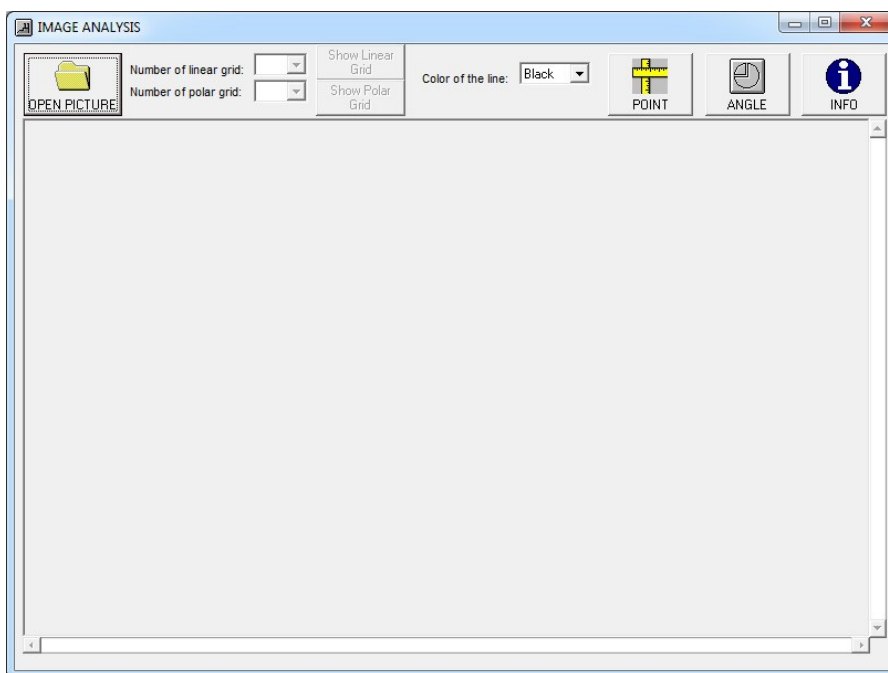 IMAGE ANALYSIS
OPEN PICTURE
Number of linear grid:
Number of polar grid:
Show Linear
Grid
Show Polar
Grid
Color of the line:
Black
POINT
ANGLE
INFO